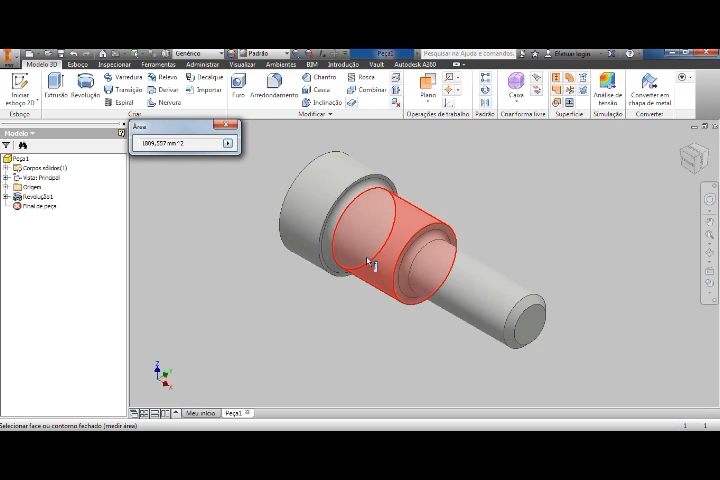 Genérico
Padrão
Peça1
Pesquisar na Ajuda e comandos.
Modelo 3D Esboço Inspecionar Ferramentas Administrar Visualizar Ambientes BIM Introdução Vault Autodesk A360
Iniciar esboço 2D
Extrusão
Revolução
Varredura
Transição
Espiral
Relevo
Derivar
Nervura
Decalque
Importar
Furo
Arredondamento
Chanfro
Casca
Inclinação
Rosca
Combinar
Plano
Caixa
Análise de tensão
Converter em chapa de metal
Esboço
Criar
Modificar
Operações de trabalho
Criar forma livre
Superfície
Simulação
Converter
Modelo
Peça1
Corpos sólidos(1)
Vista: Principal
Origem
Revolução1
Final de peça
Área
1809,557 mm^2
Z
Y
X
Meu início
Peça1
Selecionar face ou contorno fechado (medir área)
1 1